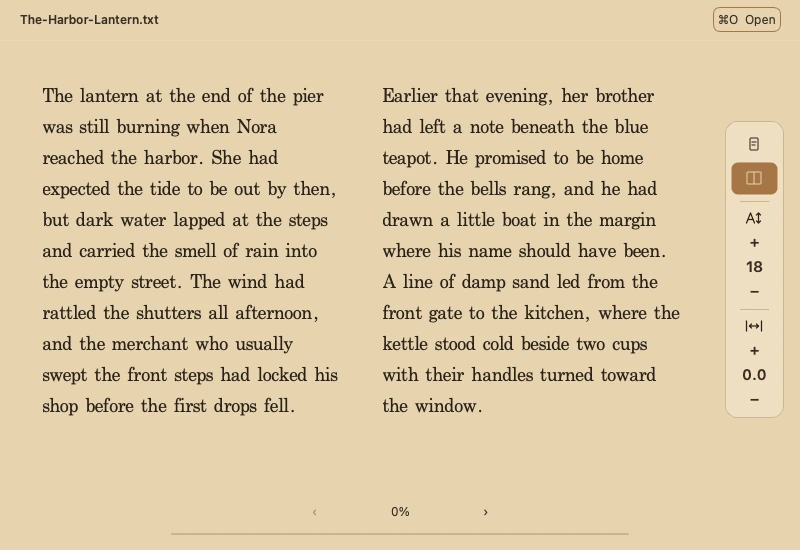 The-Harbor-Lantern.txt
⌘O Open
The lantern at the end of the pier
was still burning when Nora
reached the harbor. She had
expected the tide to be out by then,
but dark water lapped at the steps
and carried the smell of rain into
the empty street. The wind had
rattled the shutters all afternoon,
and the merchant who usually
swept the front steps had locked his
shop before the first drops fell.
Earlier that evening, her brother
had left a note beneath the blue
teapot. He promised to be home
before the bells rang, and he had
drawn a little boat in the margin
where his name should have been.
A line of damp sand led from the
front gate to the kitchen, where the
kettle stood cold beside two cups
with their handles turned toward
the window.
A
+
18
−
+
0.0
−
‹ 0% ›